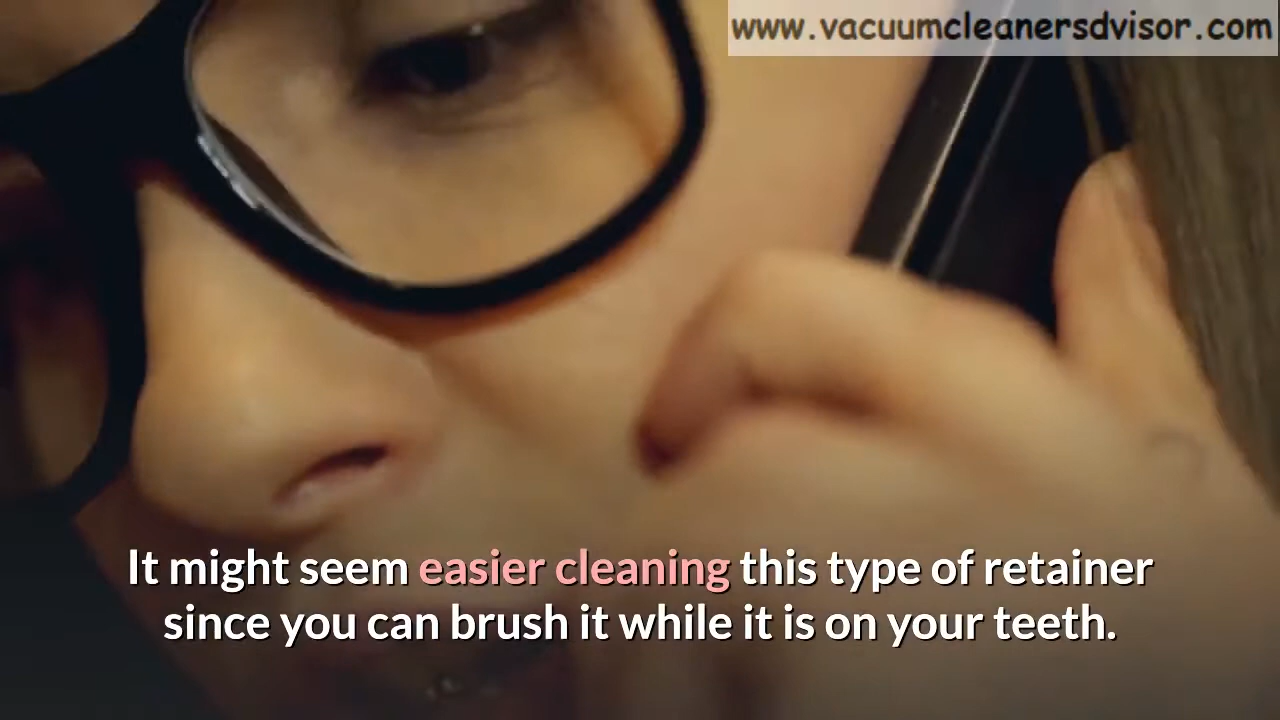 www.vacuumcleanersdvisor.com
It might seem easier cleaning this type of retainer
since you can brush it while it is on your teeth.